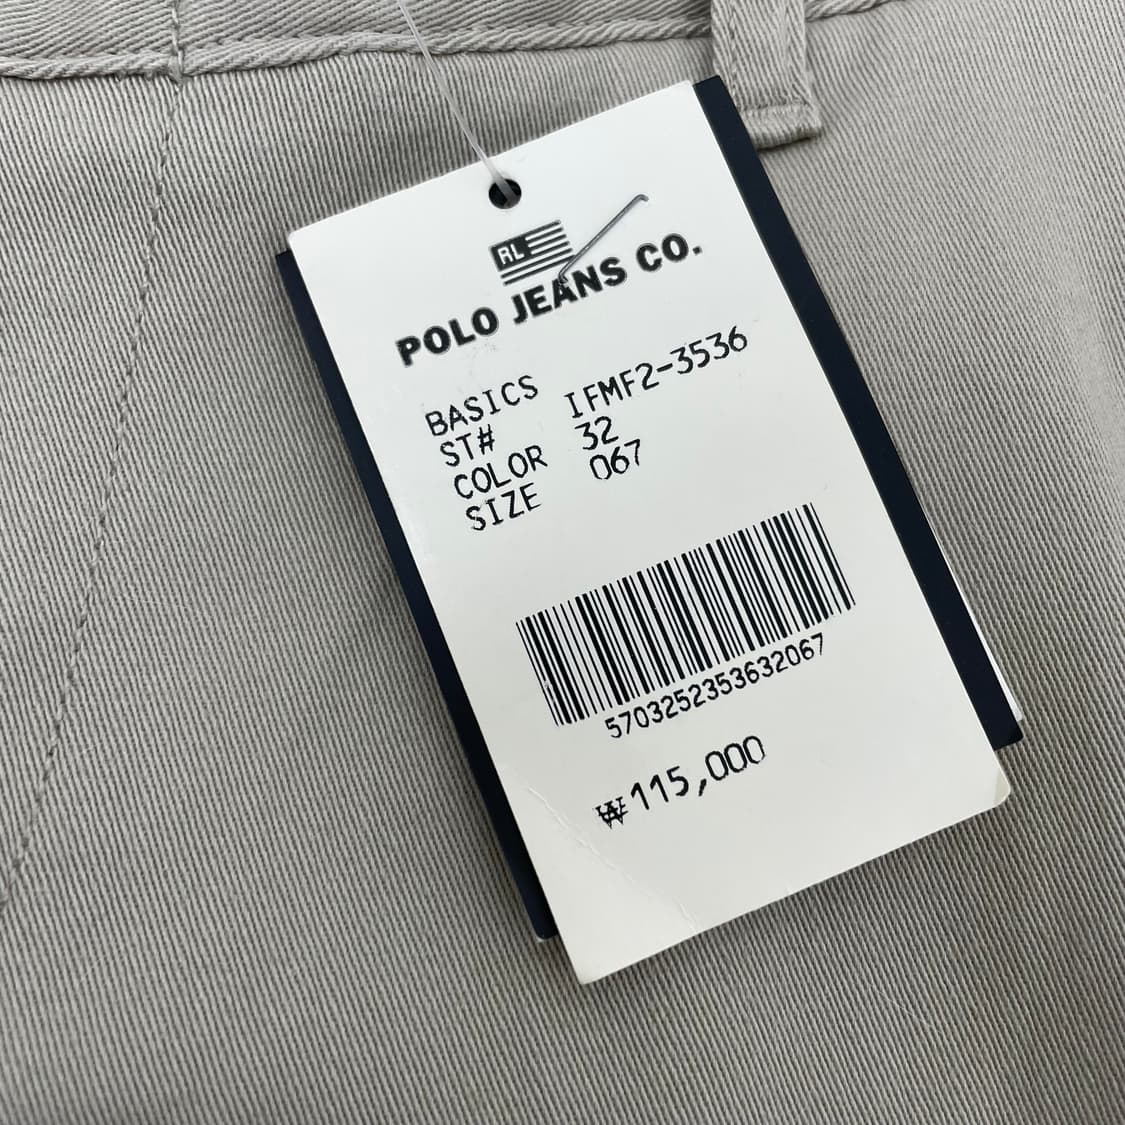 RL
POLO JEANS CO.
BASICS
ST# IFMF2-3536
COLOR 32
SIZE 067
5703252353632067
₩115,000